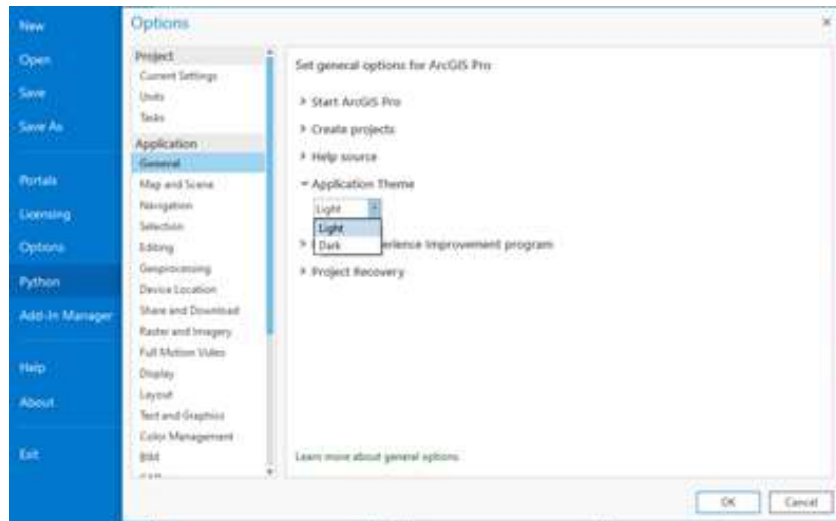 New
Open
Save
Save As
Portals
Licensing
Options
Python
Add-In Manager
Help
About
Exit
Options
Project
Current Settings
Units
Tasks
Application
General
Map and Scene
Navigation
Selection
Editing
Geoprocessing
Device Location
Share and Download
Raster and Imagery
Full Motion Video
Display
Layout
Text and Graphics
Color Management
BIM
Set general options for ArcGIS Pro
Start ArcGIS Pro
Create projects
Help source
Application Theme
Light
Light
Dark
erience Improvement program
Project Recovery
Learn more about general options
OK
Cancel